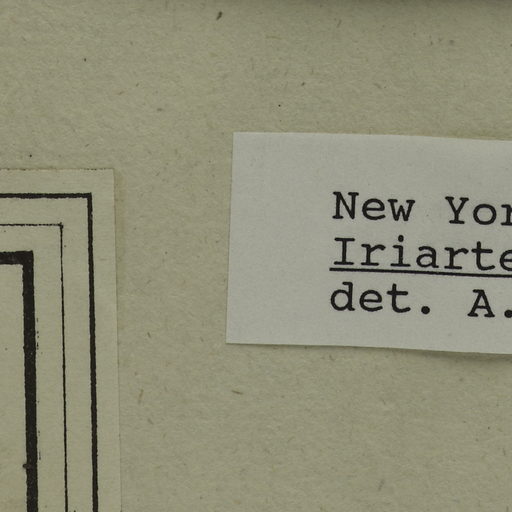 New Yor
Iriarte
det. A.